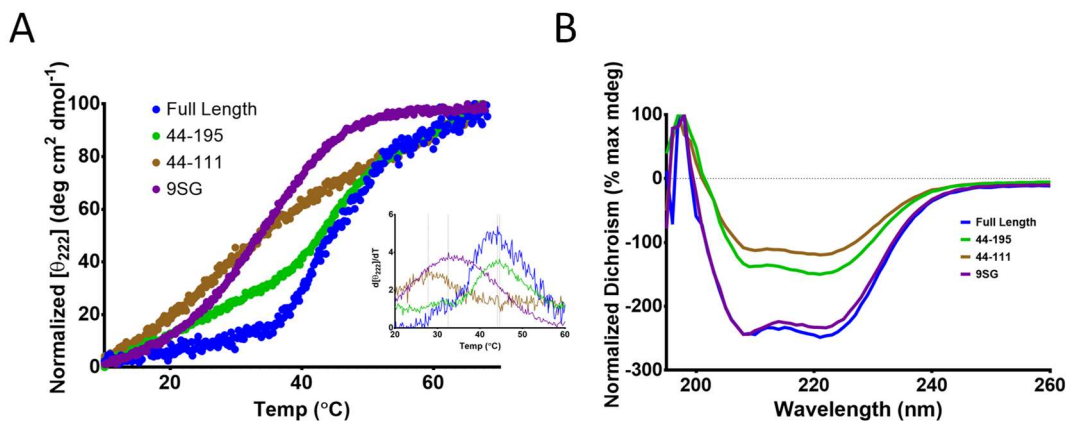 A
Normalized [θ222] (deg cm² dmol⁻¹)
100
80
60
40
20
0
20
40
60
Temp (°C)
Full Length
44-195
44-111
9SG
d[θ222]/dT
6
4
2
0
20
30
40
50
60
Temp (°C)
B
Normalized Dichroism (% max mdeg)
100
0
-100
-200
-300
200
220
240
260
Wavelength (nm)
Full Length
44-195
44-111
9SG